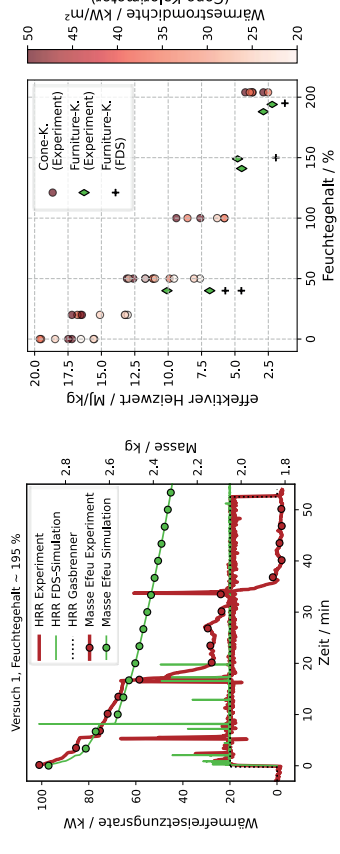 Versuch 1, Feuchtegehalt ~ 195 %
Wärmefreisetzungsrate / kW
100
80
60
40
20
0
HRR Experiment
HRR FDS-Simulation
HRR Gasbrenner
Masse Efeu Experiment
Masse Efeu Simulation
0
10
20
30
40
50
Zeit / min
2.8
2.6
2.4
2.2
2.0
1.8
Masse / kg
effektiver Heizwert / MJ/kg
20.0
17.5
15.0
12.5
10.0
7.5
5.0
2.5
Cone-K.
(Experiment)
Furniture-K.
(Experiment)
Furniture-K.
(FDS)
0
50
100
150
200
Feuchtegehalt / %
50
45
40
35
30
25
20
Wärmestromdichte / kW/m²